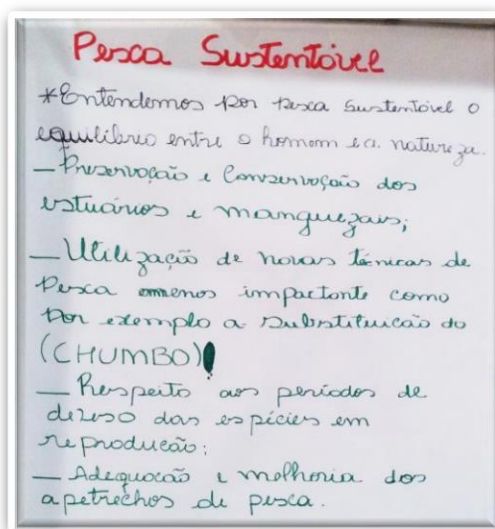 Pesca Sustentável
*Entendemos por pesca sustentável o
equilibrio entre o homem e a natureza.
— Preservação e Conservação dos
estuários e manguezais;
— Utilização de novas técnicas de
Pesca menos impactante como
por exemplo a substituição do
(CHUMBO)
— Respeito aos períodos de
defeso das espécies em
reprodução;
— Adequação e melhoria dos
apetrechos de pesca.